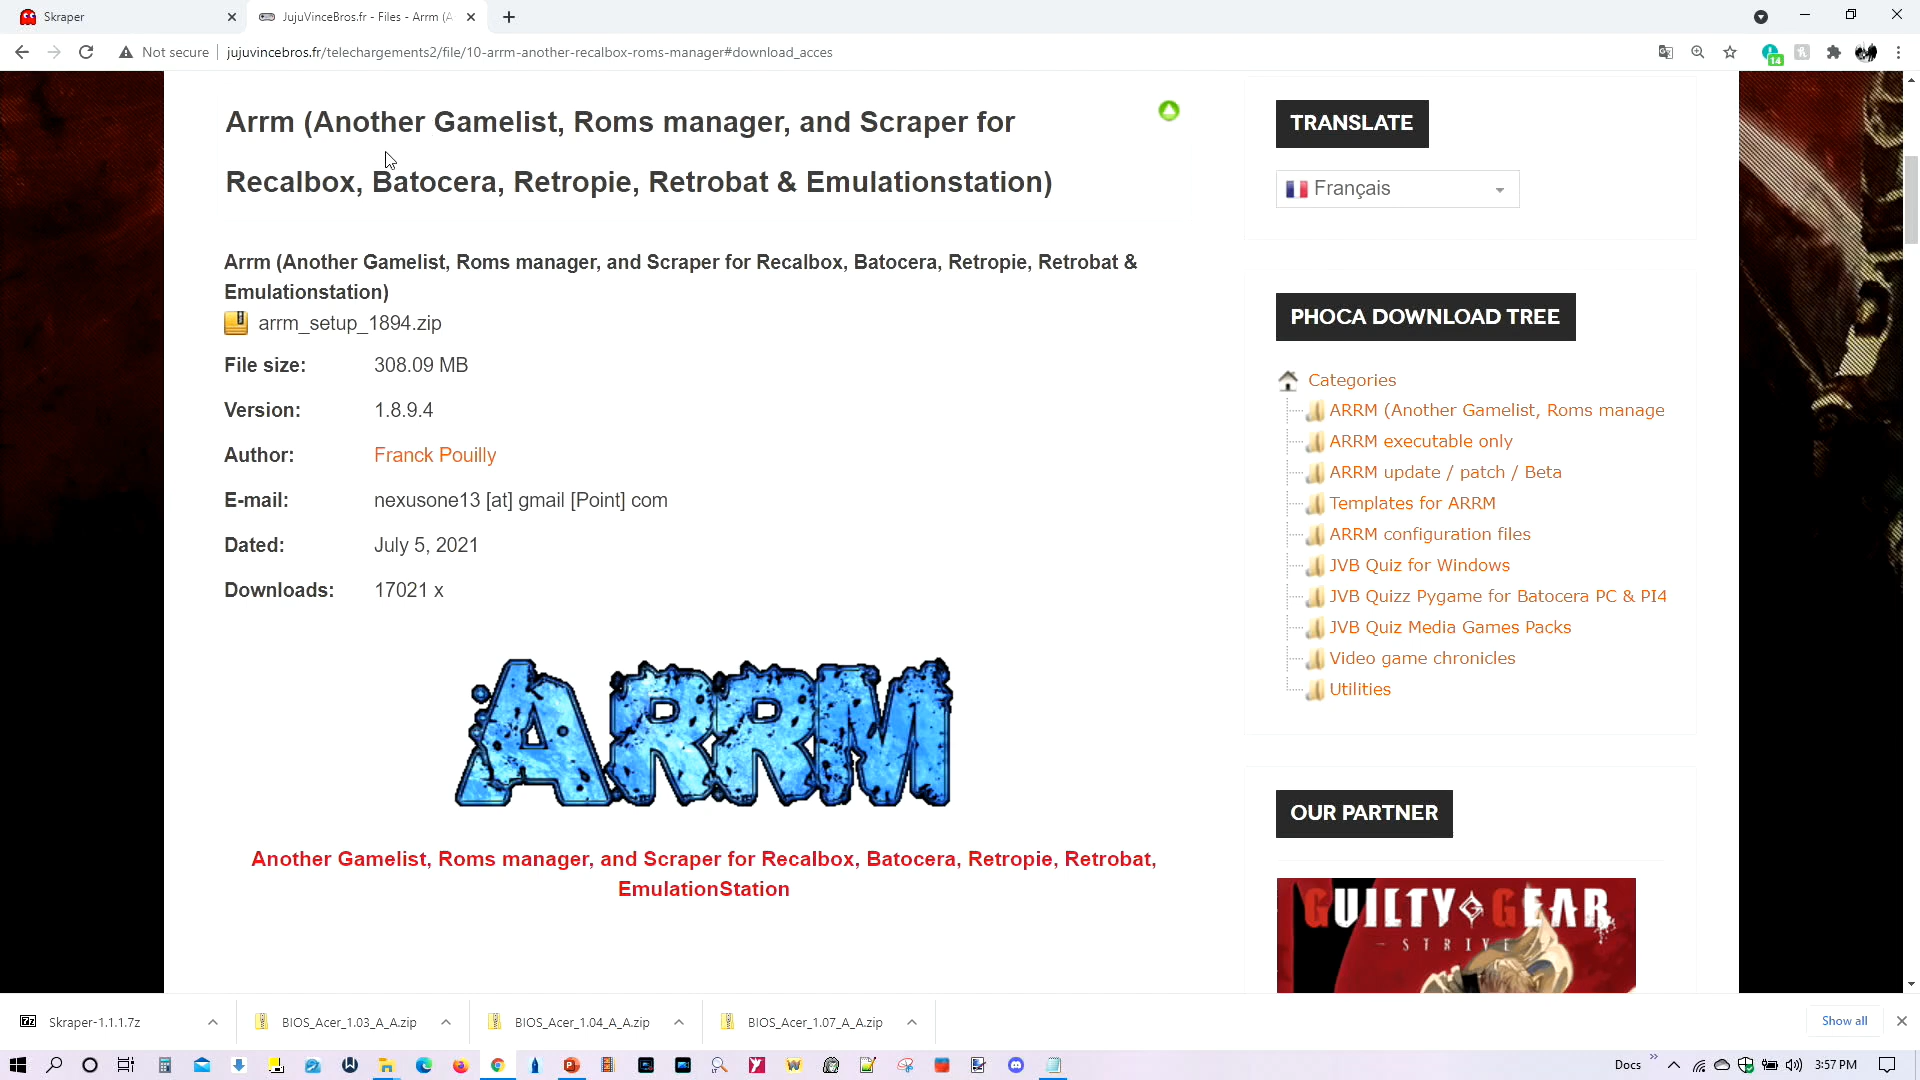 Skraper
JujuVinceBros.fr - Files - Arrm (A
Not secure
jujuvincebros.fr/telechargements2/file/10-arrm-another-recalbox-roms-manager#download_acces
14
Arrm (Another Gamelist, Roms manager, and Scraper for
Recalbox, Batocera, Retropie, Retrobat & Emulationstation)
Arrm (Another Gamelist, Roms manager, and Scraper for Recalbox, Batocera, Retropie, Retrobat &
Emulationstation)
arrm_setup_1894.zip
File size: 308.09 MB
Version: 1.8.9.4
Author: Franck Pouilly
E-mail: nexusone13 [at] gmail [Point] com
Dated: July 5, 2021
Downloads: 17021 x
ARRM
Another Gamelist, Roms manager, and Scraper for Recalbox, Batocera, Retropie, Retrobat,
EmulationStation
TRANSLATE
Français
PHOCA DOWNLOAD TREE
Categories
ARRM (Another Gamelist, Roms manage
ARRM executable only
ARRM update / patch / Beta
Templates for ARRM
ARRM configuration files
JVB Quiz for Windows
JVB Quizz Pygame for Batocera PC & PI4
JVB Quiz Media Games Packs
Video game chronicles
Utilities
OUR PARTNER
GUILTY GEAR
- STRIVE
Skraper-1.1.1.7z
BIOS_Acer_1.03_A_A.zip
BIOS_Acer_1.04_A_A.zip
BIOS_Acer_1.07_A_A.zip
Show all
Docs
3:57 PM